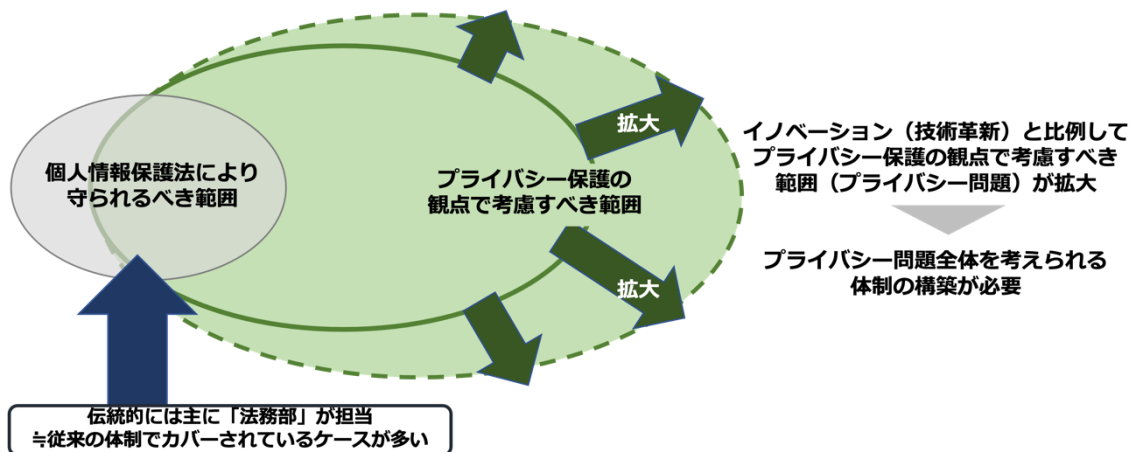 個人情報保護法により
守られるべき範囲
プライバシー保護の
観点で考慮すべき範囲
拡大
拡大
イノベーション（技術革新）と比例して
プライバシー保護の観点で考慮すべき
範囲（プライバシー問題）が拡大
プライバシー問題全体を考えられる
体制の構築が必要
伝統的には主に「法務部」が担当
≒従来の体制でカバーされているケースが多い